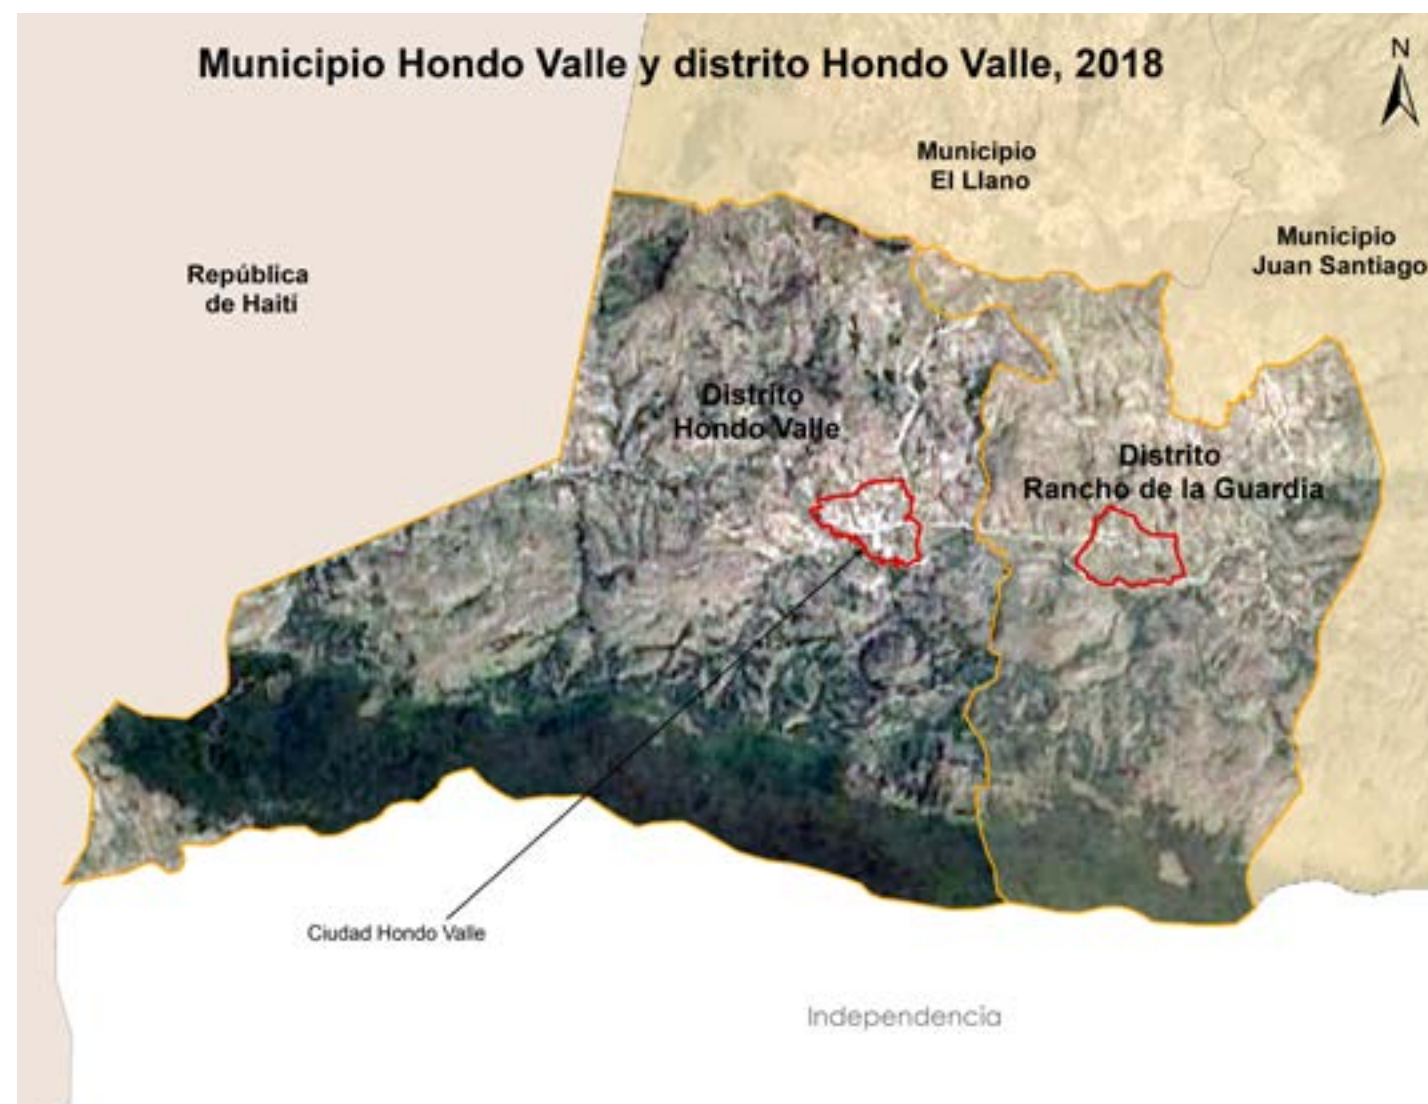 Municipio Hondo Valle y distrito Hondo Valle, 2018
N
Municipio
El Llano
Municipio
Juan Santiago
República
de Haití
Distrito
Hondo Valle
Distrito
Rancho de la Guardia
Ciudad Hondo Valle
Independencia